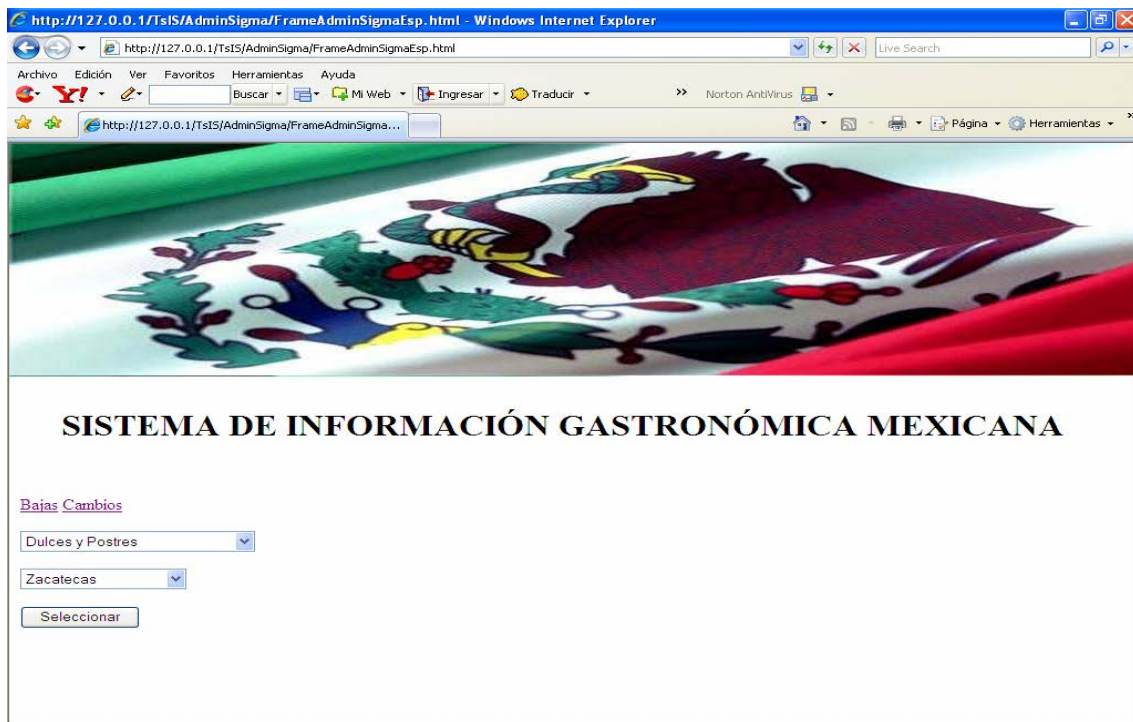 http://127.0.0.1/TsIS/AdminSigma/FrameAdminSigmaEsp.html - Windows Internet Explorer
http://127.0.0.1/TsIS/AdminSigma/FrameAdminSigmaEsp.html Live Search
Archivo Edición Ver Favoritos Herramientas Ayuda
Y! Buscar Mi Web Ingresar Traducir >> Norton AntiVirus
http://127.0.0.1/TsIS/AdminSigma/FrameAdminSigma... Página Herramientas >>
SISTEMA DE INFORMACIÓN GASTRONÓMICA MEXICANA
Bajas Cambios
Dulces y Postres
Zacatecas
Seleccionar